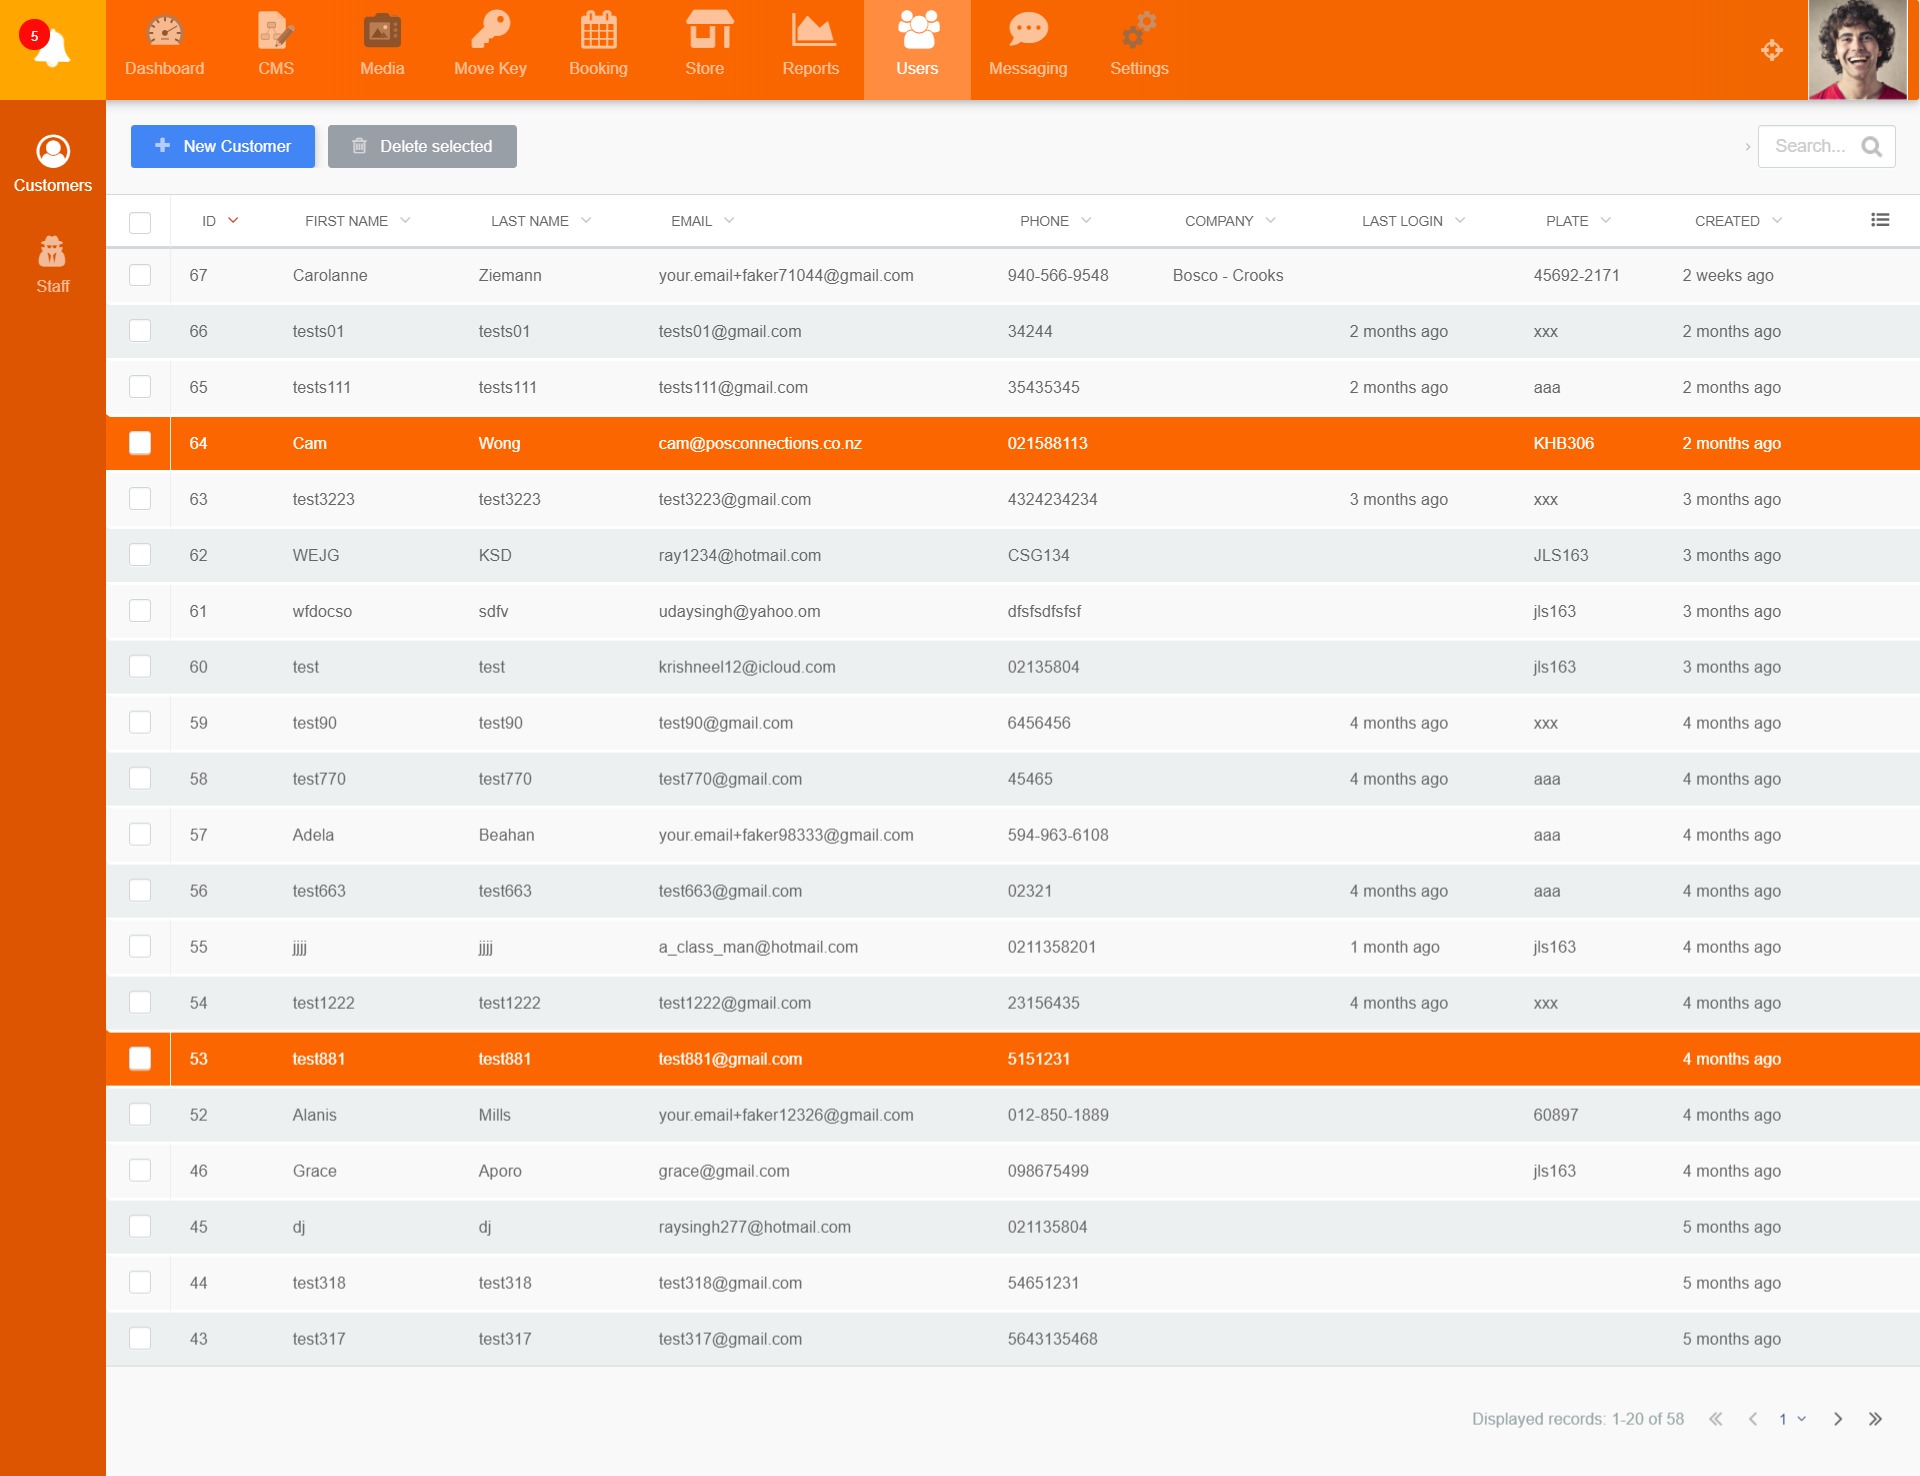 5
Dashboard CMS Media Move Key Booking Store Reports Users Messaging Settings
Customers
Staff
New Customer Delete selected Search...
ID FIRST NAME LAST NAME EMAIL PHONE COMPANY LAST LOGIN PLATE CREATED
67 Carolanne Ziemann your.email+faker71044@gmail.com 940-566-9548 Bosco - Crooks 45692-2171 2 weeks ago
66 tests01 tests01 tests01@gmail.com 34244 2 months ago xxx 2 months ago
65 tests111 tests111 tests111@gmail.com 35435345 2 months ago aaa 2 months ago
64 Cam Wong cam@posconnections.co.nz 021588113 KHB306 2 months ago
63 test3223 test3223 test3223@gmail.com 4324234234 3 months ago xxx 3 months ago
62 WEJG KSD ray1234@hotmail.com CSG134 JLS163 3 months ago
61 wfdocso sdfv udaysingh@yahoo.om dfsfsdfsfsf jls163 3 months ago
60 test test krishneel12@icloud.com 02135804 jls163 3 months ago
59 test90 test90 test90@gmail.com 6456456 4 months ago xxx 4 months ago
58 test770 test770 test770@gmail.com 45465 4 months ago aaa 4 months ago
57 Adela Beahan your.email+faker98333@gmail.com 594-963-6108 aaa 4 months ago
56 test663 test663 test663@gmail.com 02321 4 months ago aaa 4 months ago
55 jjjj jjjj a_class_man@hotmail.com 0211358201 1 month ago jls163 4 months ago
54 test1222 test1222 test1222@gmail.com 23156435 4 months ago xxx 4 months ago
53 test881 test881 test881@gmail.com 5151231 4 months ago
52 Alanis Mills your.email+faker12326@gmail.com 012-850-1889 60897 4 months ago
46 Grace Aporo grace@gmail.com 098675499 jls163 4 months ago
45 dj dj raysingh277@hotmail.com 021135804 5 months ago
44 test318 test318 test318@gmail.com 54651231 5 months ago
43 test317 test317 test317@gmail.com 5643135468 5 months ago
Displayed records: 1-20 of 58 1